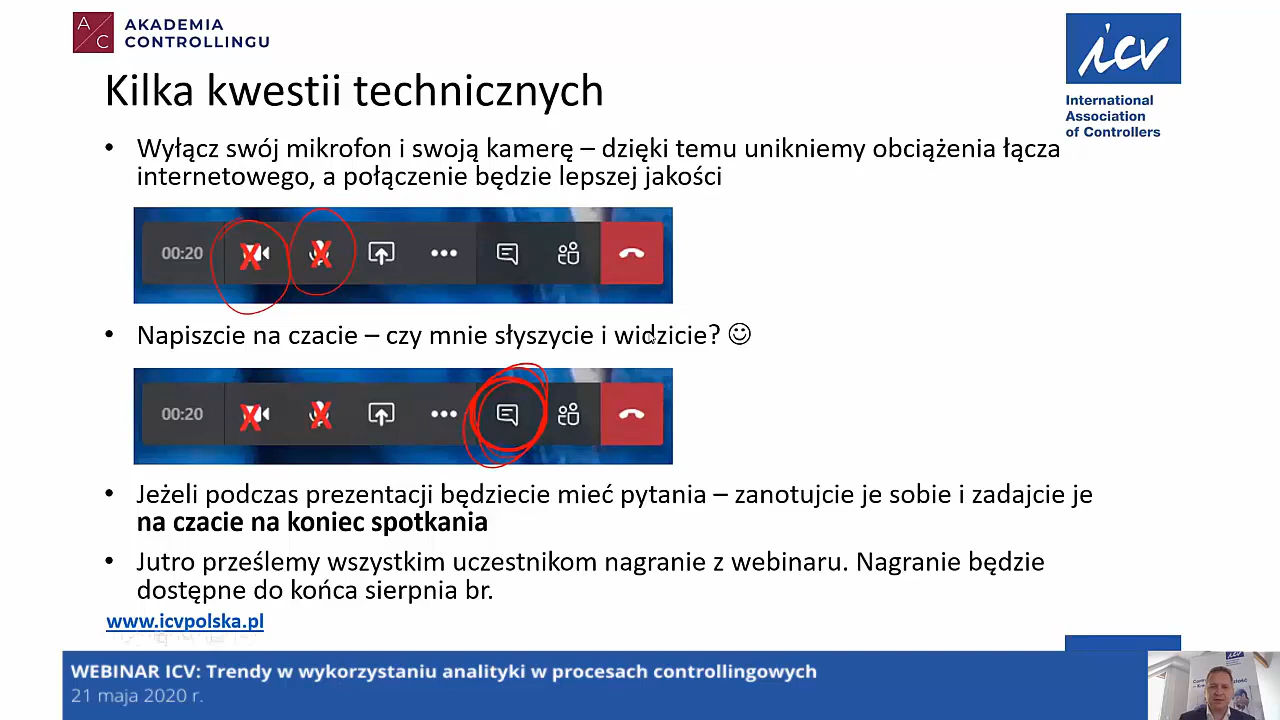 AKADEMIA
CONTROLLINGU
A
C
icv
International
Association
of Controllers
Kilka kwestii technicznych
• Wyłącz swój mikrofon i swoją kamerę – dzięki temu unikniemy obciążenia łącza
internetowego, a połączenie będzie lepszej jakości
00:20
• Napiszcie na czacie – czy mnie słyszycie i widzicie? ☺
00:20
• Jeżeli podczas prezentacji będziecie mieć pytania – zanotujcie je sobie i zadajcie je
na czacie na koniec spotkania
• Jutro prześlemy wszystkim uczestnikom nagranie z webinaru. Nagranie będzie
dostępne do końca sierpnia br.
www.icvpolska.pl
WEBINAR ICV: Trendy w wykorzystaniu analityki w procesach controllingowych
21 maja 2020 r.
icv